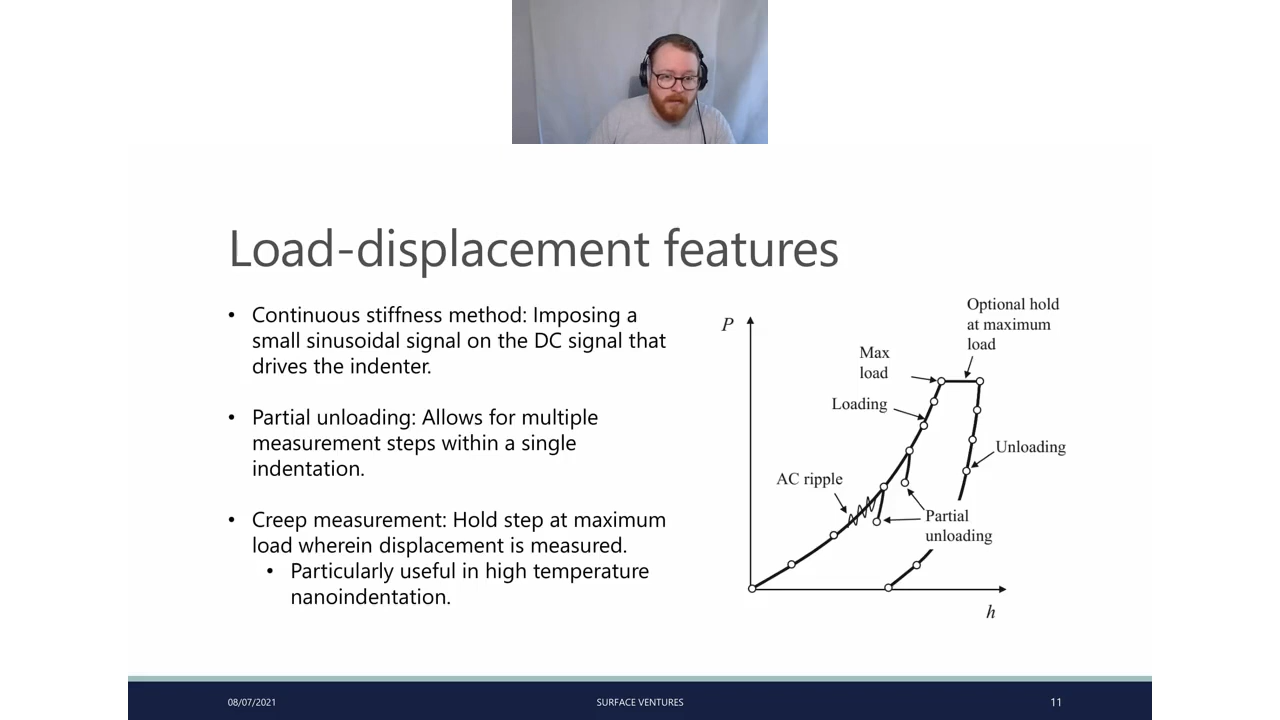 Load-displacement features
• Continuous stiffness method: Imposing a
small sinusoidal signal on the DC signal that
drives the indenter.
• Partial unloading: Allows for multiple
measurement steps within a single
indentation.
• Creep measurement: Hold step at maximum
load wherein displacement is measured.
• Particularly useful in high temperature
nanoindentation.
P
Optional hold
at maximum
load
Max
load
Loading
Unloading
AC ripple
Partial
unloading
h
08/07/2021
SURFACE VENTURES
11